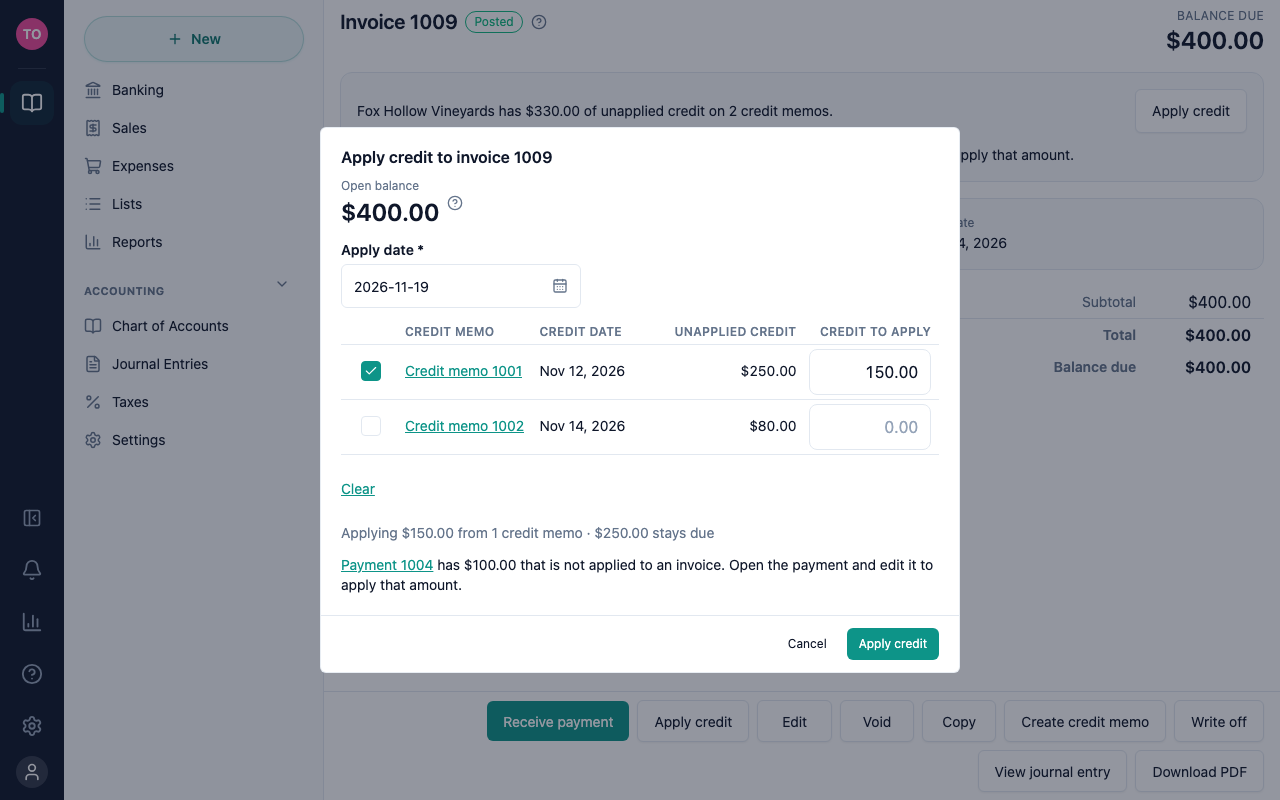 TO
New
Banking
Sales
Expenses
Lists
Reports
ACCOUNTING
Chart of Accounts
Journal Entries
Taxes
Settings
Invoice 1009
Posted
BALANCE DUE
$400.00
Fox Hollow Vineyards has $330.00 of unapplied credit on 2 credit memos.
Apply credit
pply that amount.
ate
4, 2026
Subtotal $400.00
Total $400.00
Balance due $400.00
Apply credit to invoice 1009
Open balance
$400.00
Apply date *
2026-11-19
CREDIT MEMO CREDIT DATE UNAPPLIED CREDIT CREDIT TO APPLY
Credit memo 1001 Nov 12, 2026 $250.00 150.00
Credit memo 1002 Nov 14, 2026 $80.00 0.00
Clear
Applying $150.00 from 1 credit memo · $250.00 stays due
Payment 1004 has $100.00 that is not applied to an invoice. Open the payment and edit it to
apply that amount.
Cancel Apply credit
Receive payment Apply credit Edit Void Copy Create credit memo Write off
View journal entry Download PDF